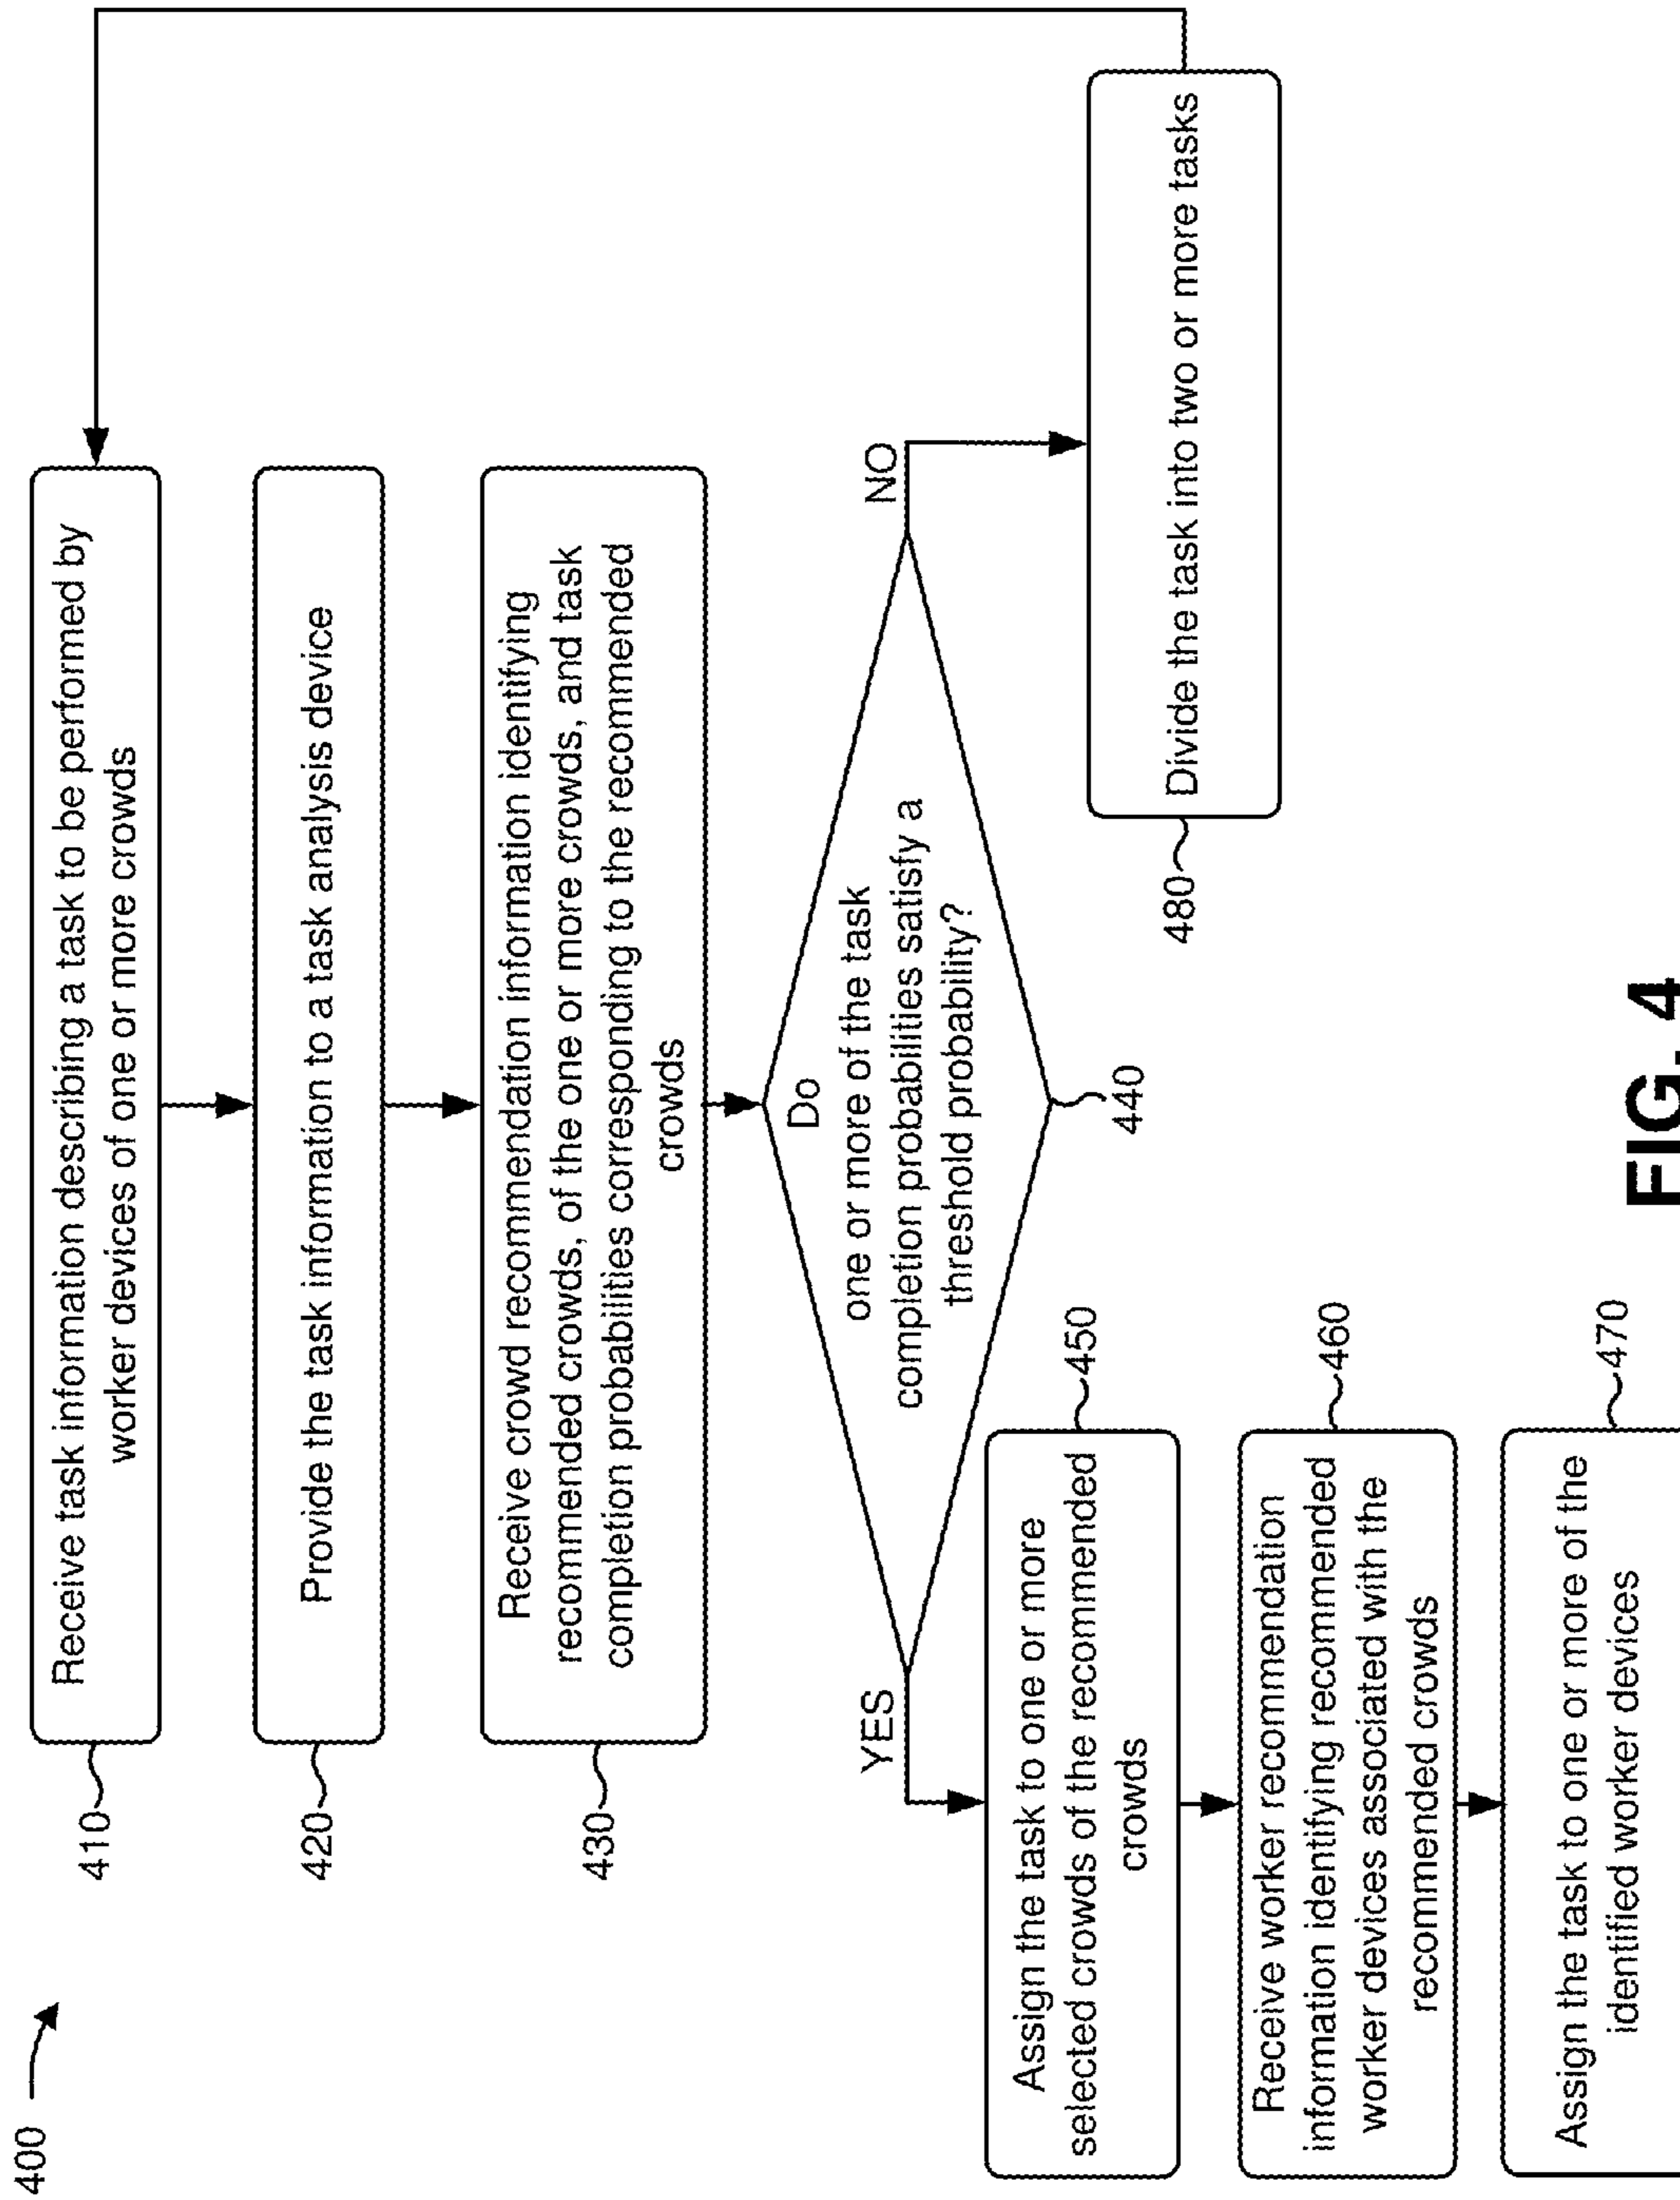 400
410
Receive task information describing a task to be performed by
worker devices of one or more crowds
420
Provide the task information to a task analysis device
430
Receive crowd recommendation information identifying
recommended crowds, of the one or more crowds, and task
completion probabilities corresponding to the recommended
crowds
Do
one or more of the task
completion probabilities satisfy a
threshold probability?
440
YES
NO
Assign the task to one or more
selected crowds of the recommended
crowds
450
Receive worker recommendation
information identifying recommended
worker devices associated with the
recommended crowds
460
Assign the task to one or more of the
identified worker devices
470
480
Divide the task into two or more tasks
FIG. 4